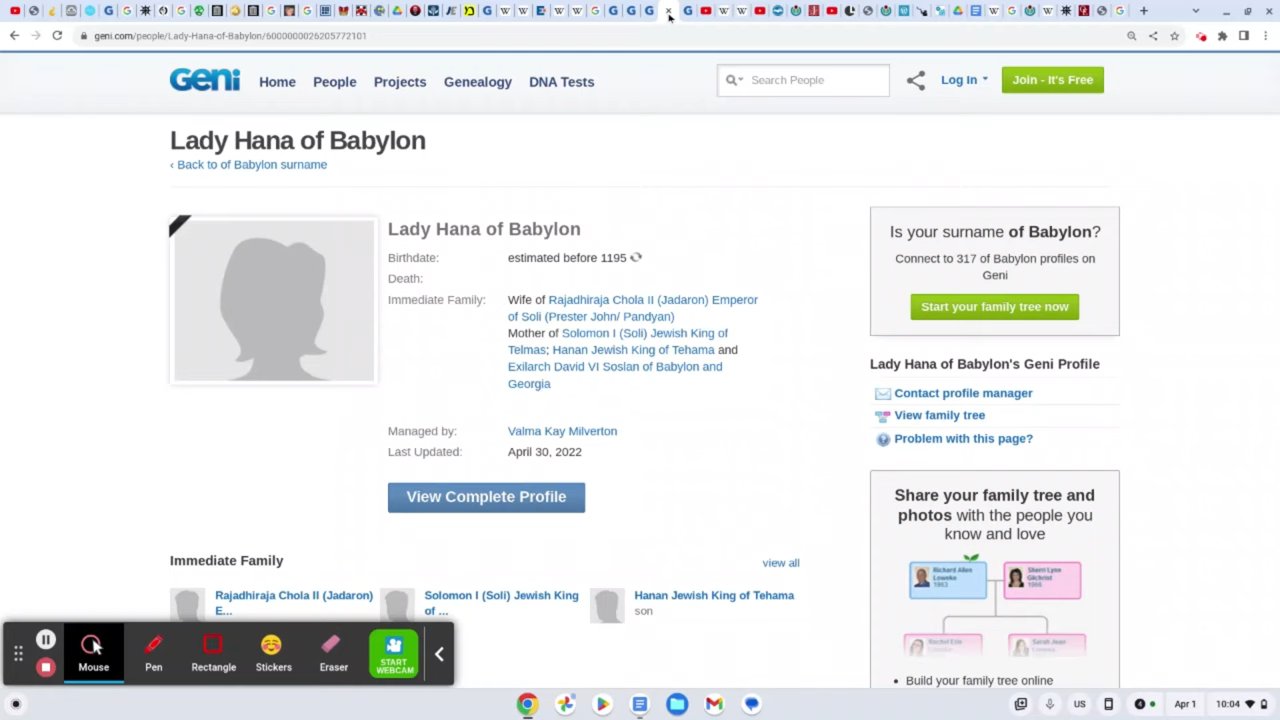 geni.com/people/Lady-Hana-of-Babylon/6000000026205772101
Geni
Home
People
Projects
Genealogy
DNA Tests
Search People
Log In
Join - It's Free
Lady Hana of Babylon
‹ Back to of Babylon surname
Lady Hana of Babylon
Birthdate:
estimated before 1195
Death:
Immediate Family:
Wife of Rajadhiraja Chola II (Jadaron) Emperor
of Soli (Prester John/ Pandyan)
Mother of Solomon I (Soli) Jewish King of
Telmas; Hanan Jewish King of Tehama and
Exilarch David VI Soslan of Babylon and
Georgia
Managed by:
Valma Kay Milverton
Last Updated:
April 30, 2022
View Complete Profile
Immediate Family
view all
Rajadhiraja Chola II (Jadaron)
E...
Solomon I (Soli) Jewish King
of ...
Hanan Jewish King of Tehama
son
Is your surname of Babylon?
Connect to 317 of Babylon profiles on
Geni
Start your family tree now
Lady Hana of Babylon's Geni Profile
Contact profile manager
View family tree
Problem with this page?
Share your family tree and
photos with the people you
know and love
Richard Allen
Sherri Lynn
Gilchrist
Build your family tree online
Mouse
Pen
Rectangle
Stickers
Eraser
START
WEBCAM
4
US
Apr 1
10:04